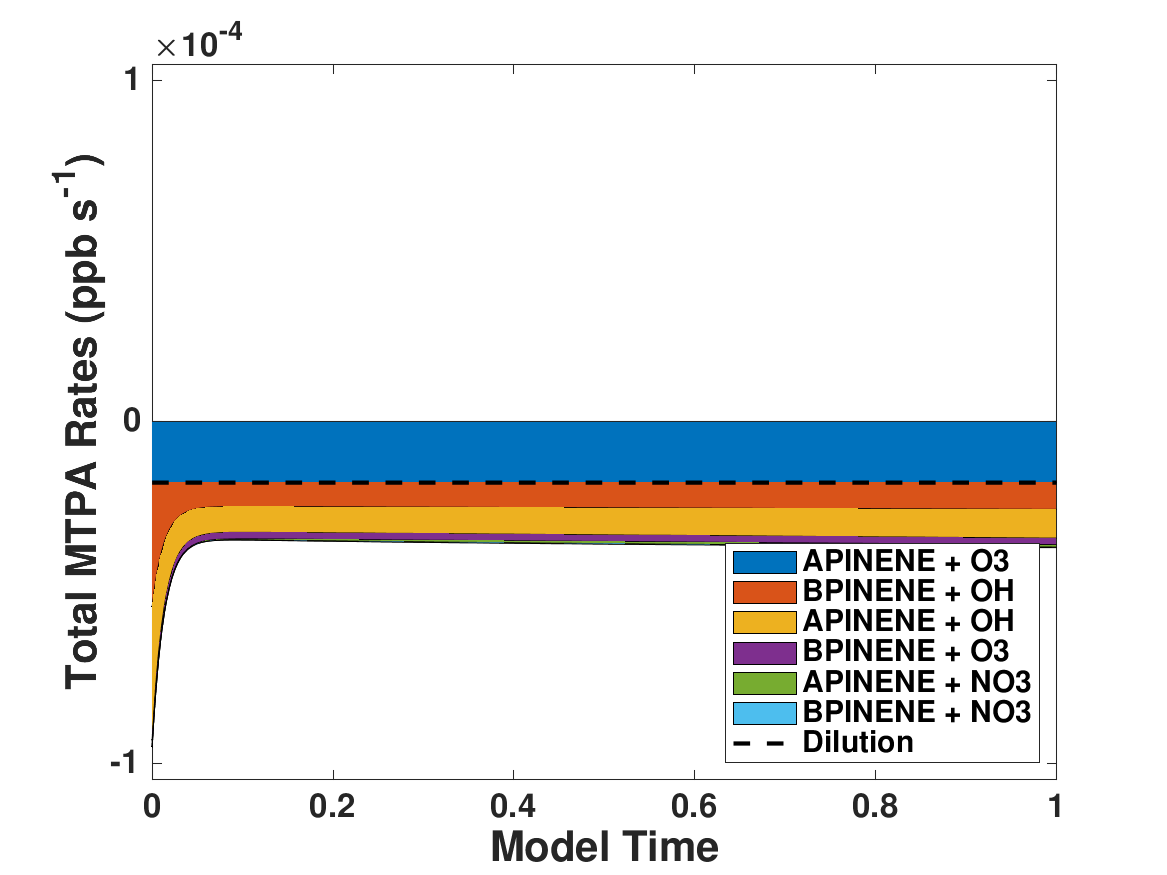 ×10^-4
1
0
-1
Total MTPA Rates (ppb s^-1)
APINENE + O3
BPINENE + OH
APINENE + OH
BPINENE + O3
APINENE + NO3
BPINENE + NO3
Dilution
0 0.2 0.4 0.6 0.8 1
Model Time